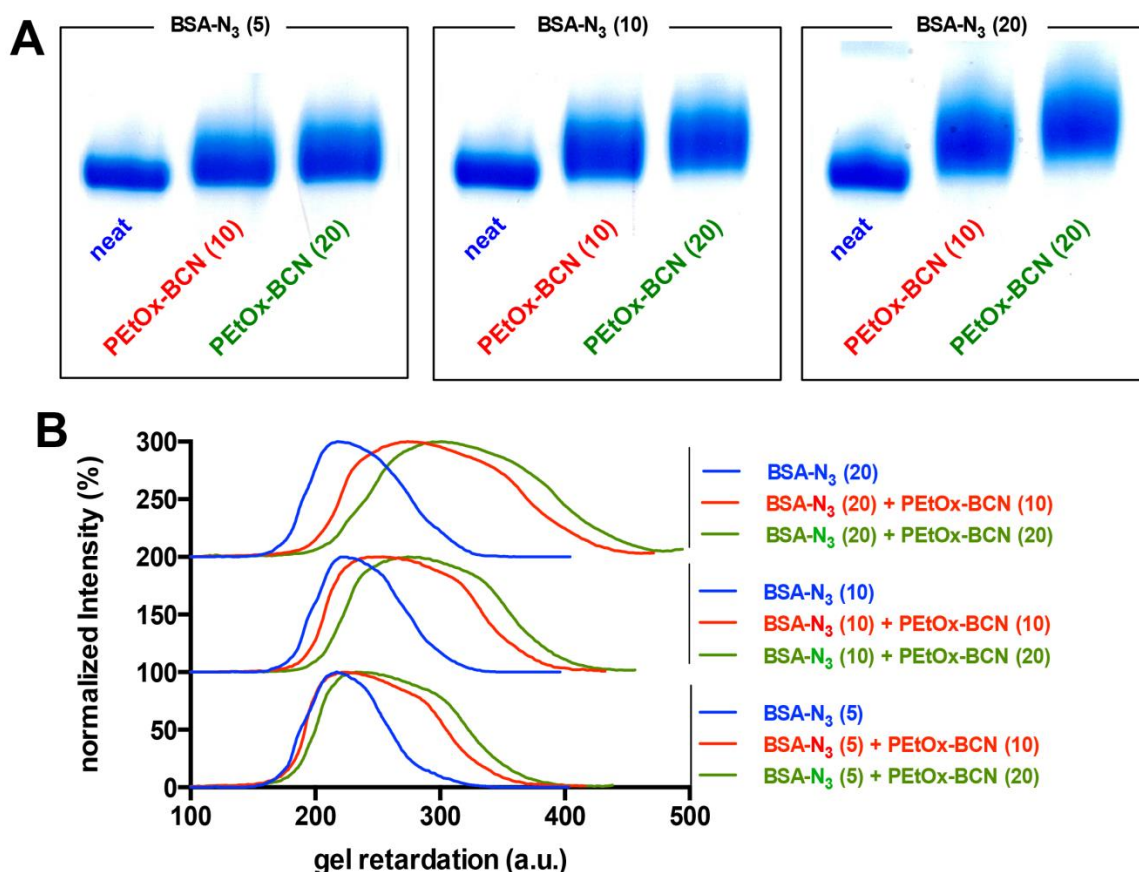 A
BSA-N₃ (5)
BSA-N₃ (10)
BSA-N₃ (20)
neat
PEtOx-BCN (10)
PEtOx-BCN (20)
neat
PEtOx-BCN (10)
PEtOx-BCN (20)
neat
PEtOx-BCN (10)
PEtOx-BCN (20)
B
normalized Intensity (%)
300
250
200
150
100
50
0
BSA-N₃ (20)
BSA-N₃ (20) + PEtOx-BCN (10)
BSA-N₃ (20) + PEtOx-BCN (20)
BSA-N₃ (10)
BSA-N₃ (10) + PEtOx-BCN (10)
BSA-N₃ (10) + PEtOx-BCN (20)
BSA-N₃ (5)
BSA-N₃ (5) + PEtOx-BCN (10)
BSA-N₃ (5) + PEtOx-BCN (20)
100 200 300 400 500
gel retardation (a.u.)